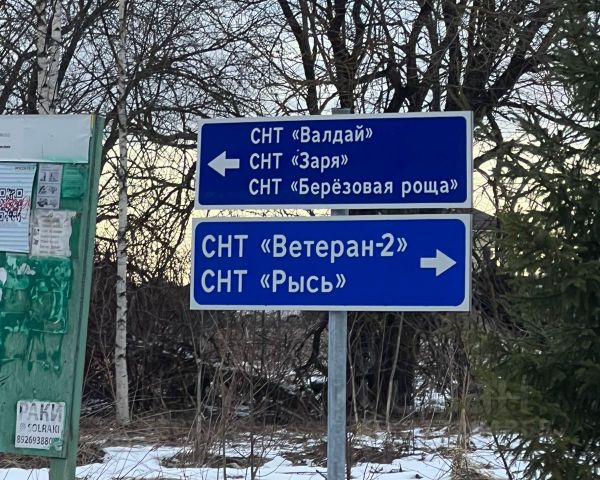 СНТ «Валдай»
СНТ «Заря»
СНТ «Берёзовая роща»
СНТ «Ветеран-2»
СНТ «Рысь»
РАКИ
@SOLRAKI